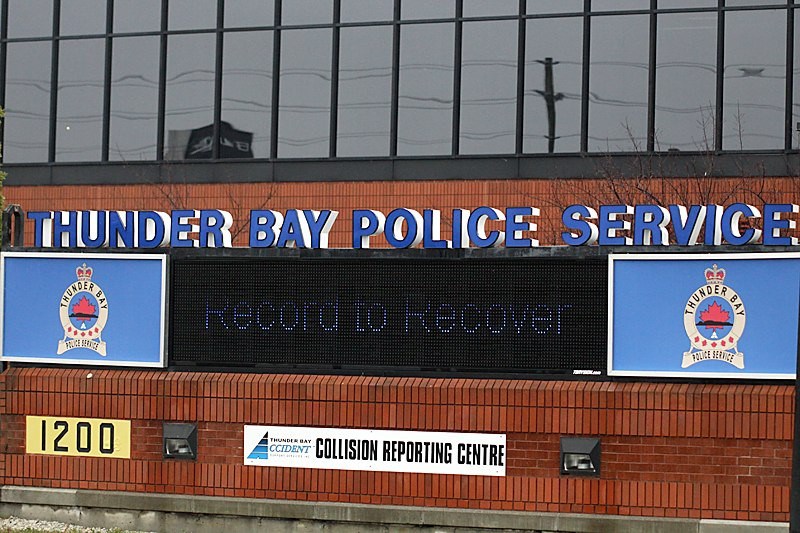 THUNDER BAY POLICE SERVICE
THUNDER BAY
POLICE SERVICE
Record to Recover
THUNDER BAY
POLICE SERVICE
1200
THUNDER BAY
CCIDENT
COLLISION REPORTING CENTRE